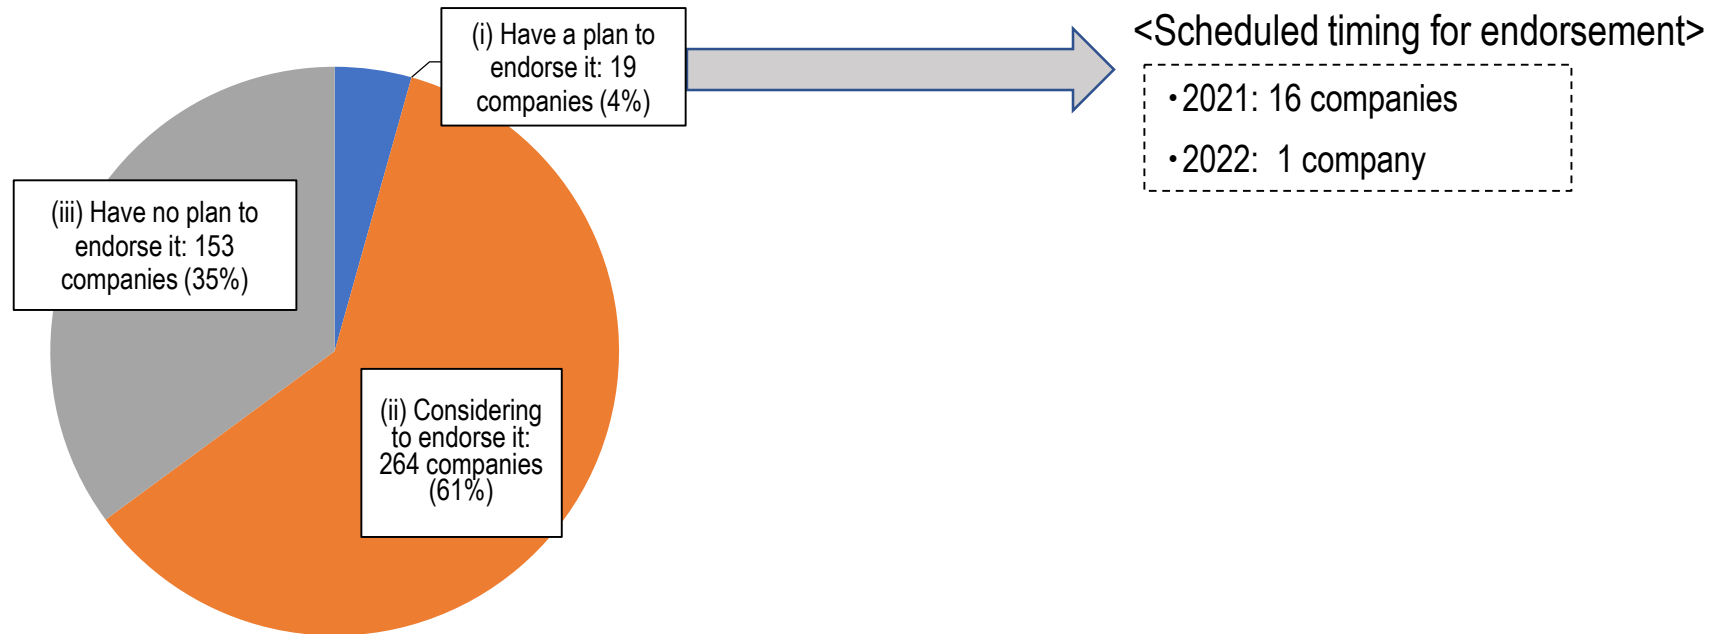 (i) Have a plan to
endorse it: 19
companies (4%)
<Scheduled timing for endorsement>
・2021: 16 companies
・2022: 1 company
(iii) Have no plan to
endorse it: 153
companies (35%)
(ii) Considering
to endorse it:
264 companies
(61%)